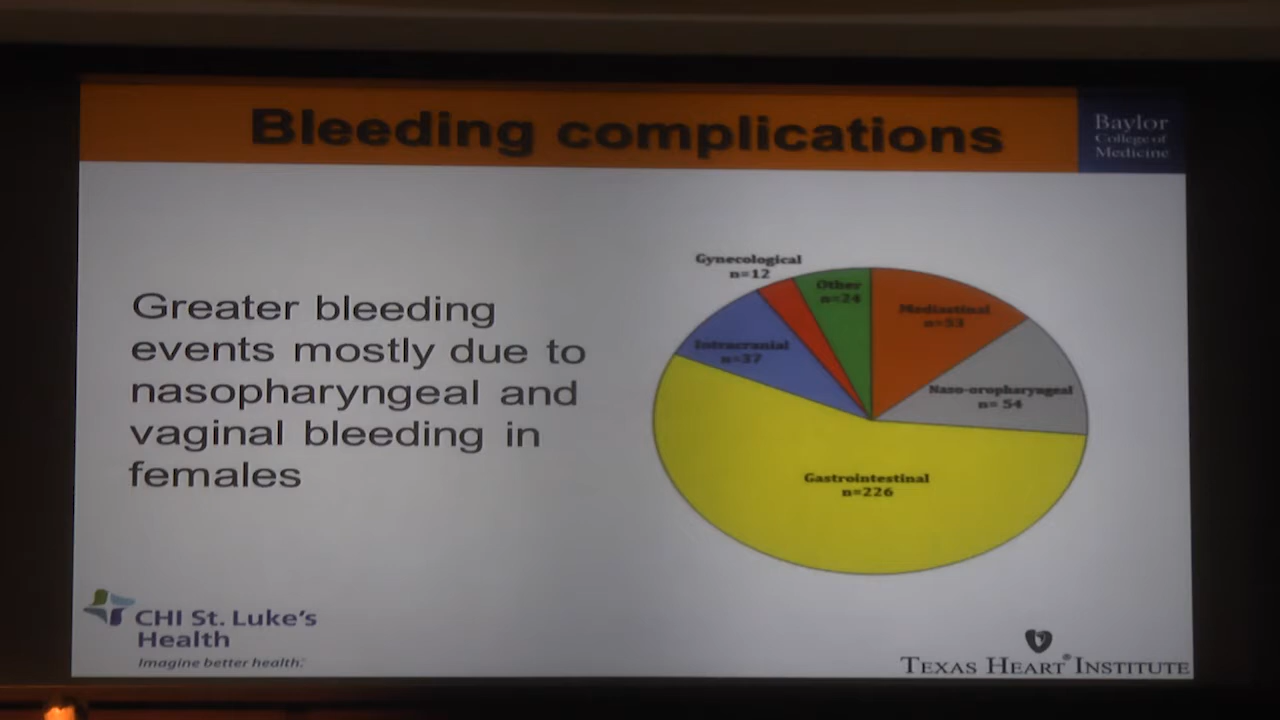 Bleeding complications
Baylor
College of
Medicine
Greater bleeding
events mostly due to
nasopharyngeal and
vaginal bleeding in
females
Gynecological
n=12
Other
n=24
Mediastinal
n=53
Intracranial
n=37
Naso-oropharyngeal
n= 54
Gastrointestinal
n=226
CHI St. Luke's
Health
Imagine better health.
TEXAS HEART® INSTITUTE